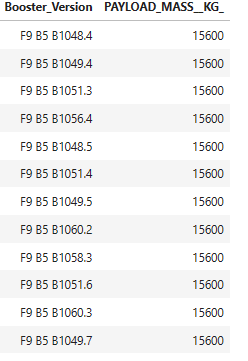 Booster_Version PAYLOAD_MASS__KG_
F9 B5 B1048.4 15600
F9 B5 B1049.4 15600
F9 B5 B1051.3 15600
F9 B5 B1056.4 15600
F9 B5 B1048.5 15600
F9 B5 B1051.4 15600
F9 B5 B1049.5 15600
F9 B5 B1060.2 15600
F9 B5 B1058.3 15600
F9 B5 B1051.6 15600
F9 B5 B1060.3 15600
F9 B5 B1049.7 15600